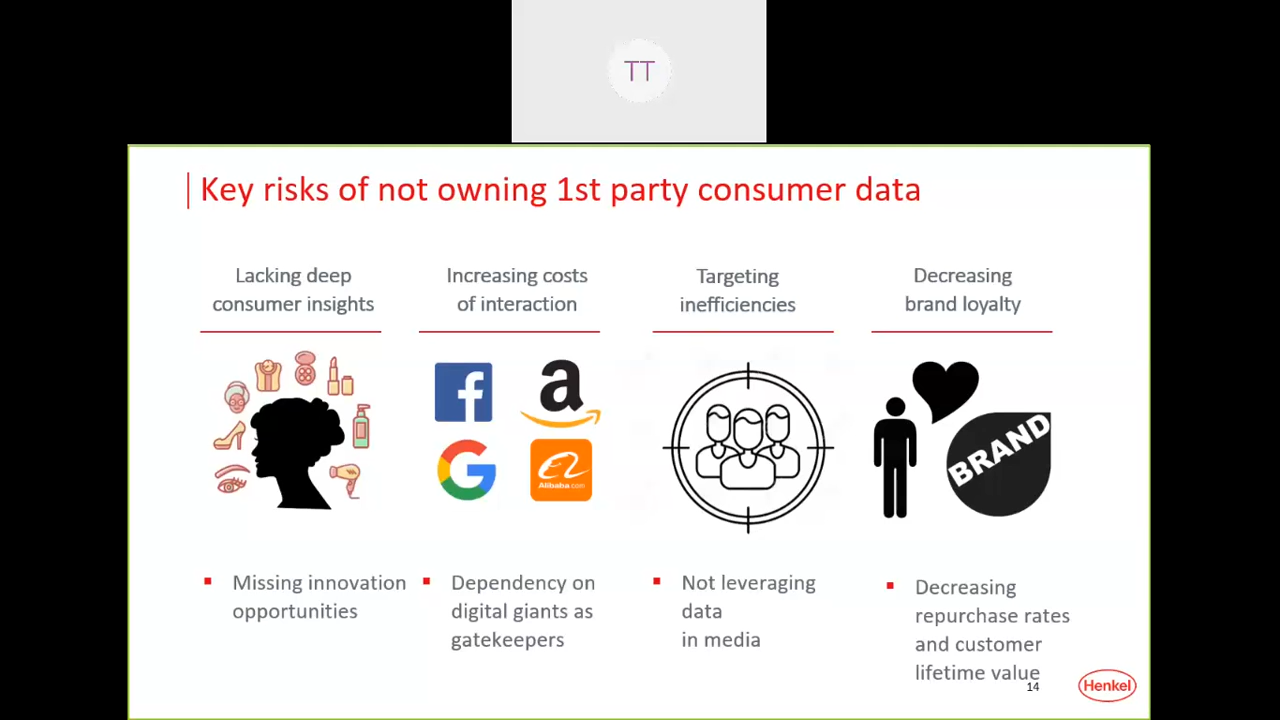 TT
Key risks of not owning 1st party consumer data
Lacking deep
consumer insights
Increasing costs
of interaction
Targeting
inefficiencies
Decreasing
brand loyalty
f
a
G
Alibaba.com
BRAND
Missing innovation
opportunities
Dependency on
digital giants as
gatekeepers
Not leveraging
data
in media
Decreasing
repurchase rates
and customer
lifetime value
14
Henkel